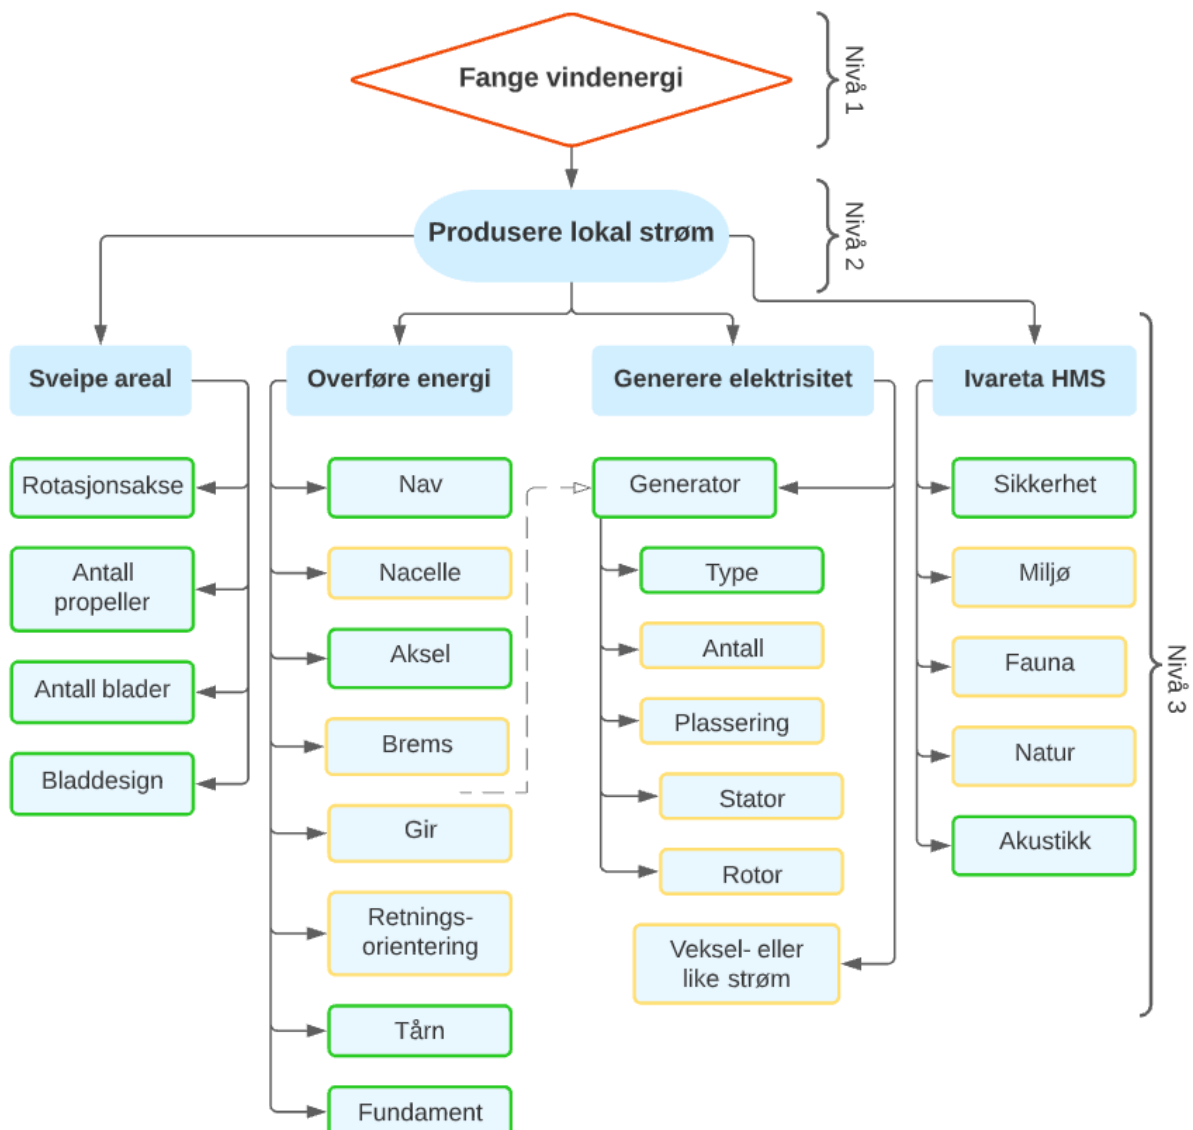 Fange vindenergi
Nivå 1
Produsere lokal strøm
Nivå 2
Sveipe areal
Overføre energi
Generere elektrisitet
Ivareta HMS
Rotasjonsakse
Antall
propeller
Antall blader
Bladdesign
Nav
Nacelle
Aksel
Brems
Gir
Retnings-
orientering
Tårn
Fundament
Generator
Type
Antall
Plassering
Stator
Rotor
Veksel- eller
like strøm
Sikkerhet
Miljø
Fauna
Natur
Akustikk
Nivå 3